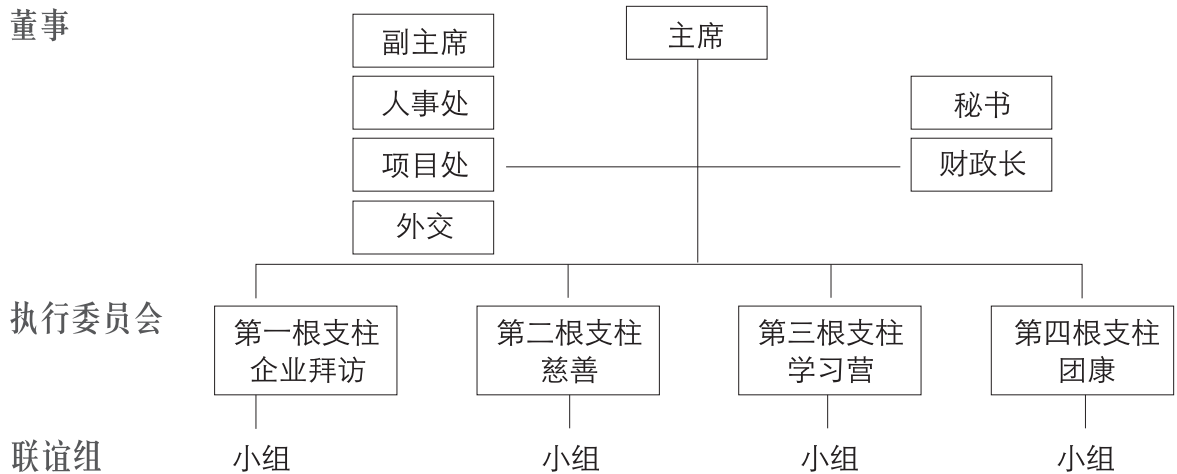 董事
副主席
主席
人事处
秘书
项目处
财政长
外交
执行委员会
第一根支柱
企业拜访
第二根支柱
慈善
第三根支柱
学习营
第四根支柱
团康
联谊组
小组
小组
小组
小组